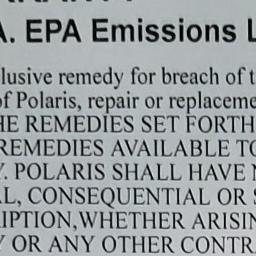 A. EPA Emissions L
lusive remedy for breach of t
of Polaris, repair or replaceme
HE REMEDIES SET FORTH
REMEDIES AVAILABLE TO
Y. POLARIS SHALL HAVE N
AL, CONSEQUENTIAL OR S
IPTION,WHETHER ARISIN
Y OR ANY OTHER CONTRA